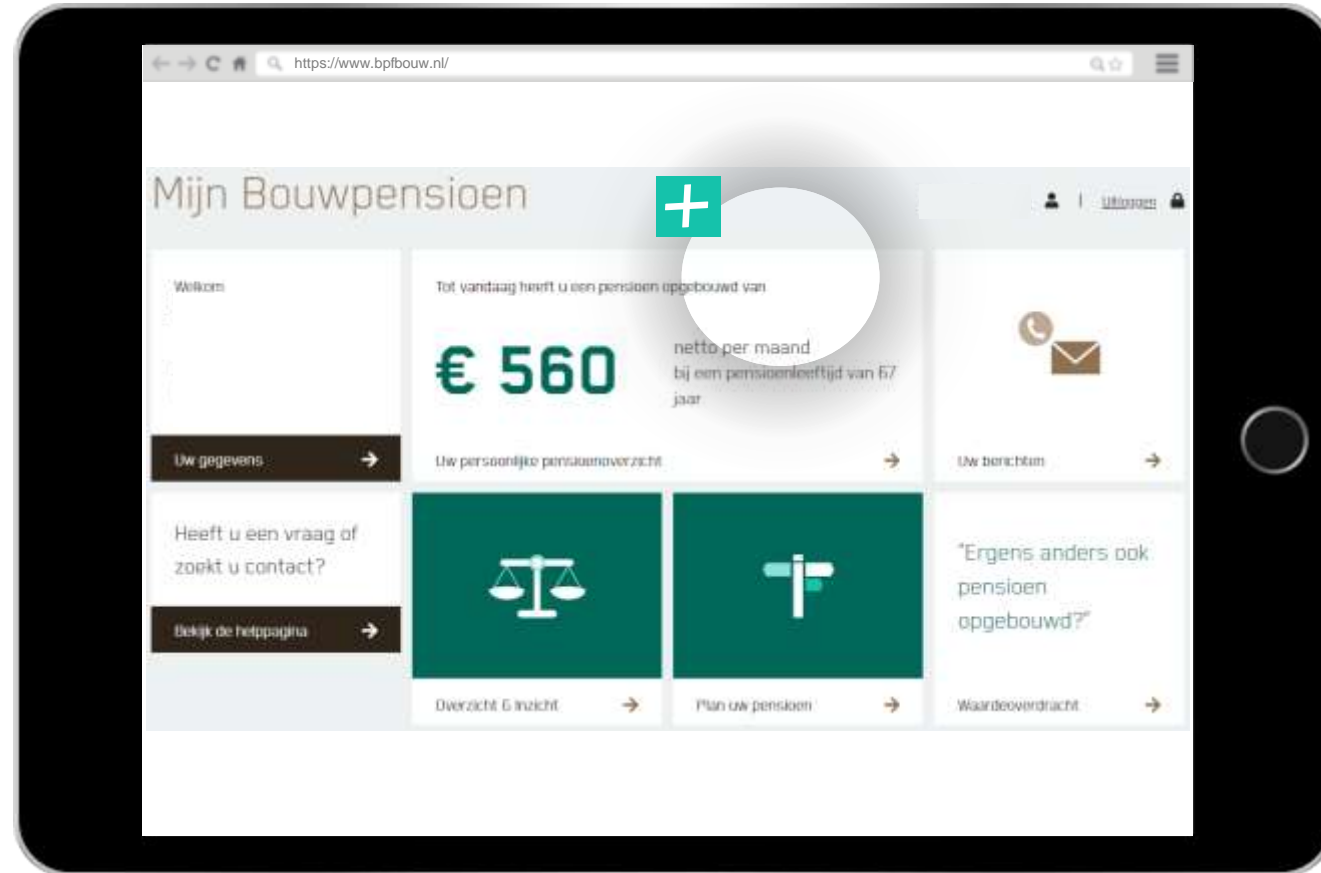 https://www.bpfbouw.nl/
Mijn Bouwpensioen
Uitloggen
Welkom
Tot vandaag heeft u een pensioen opgebouwd van
€ 560
netto per maand
bij een pensioenleeftijd van 67
jaar
Uw gegevens
Uw persoonlijke pensioenoverzicht
Uw berichten
Heeft u een vraag of
zoekt u contact?
Bekijk de helppagina
"Ergens anders ook
pensioen
opgebouwd?"
Overzicht & Inzicht
Plan uw pensioen
Waardeoverdracht